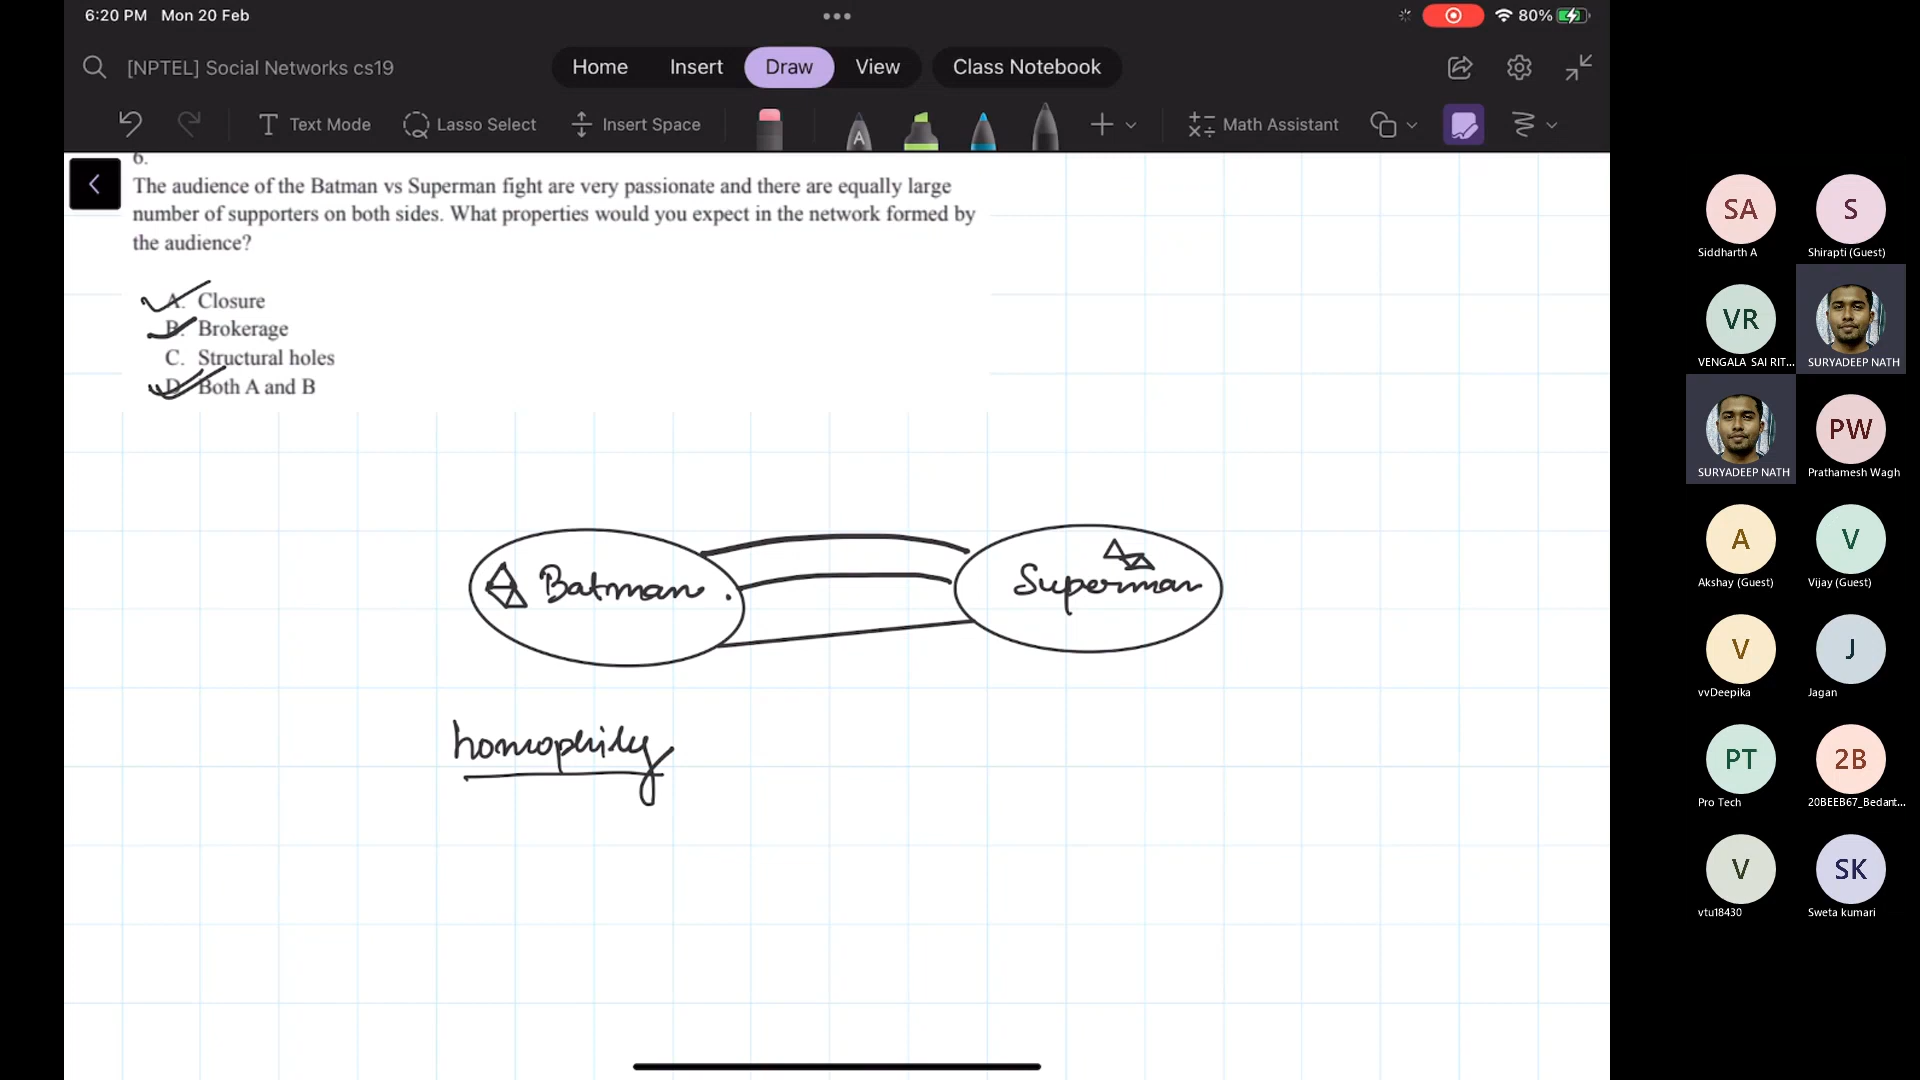 6:20 PM Mon 20 Feb
80%
[NPTEL] Social Networks cs19
Home Insert Draw View Class Notebook
Text Mode Lasso Select Insert Space A Math Assistant
6.
The audience of the Batman vs Superman fight are very passionate and there are equally large
number of supporters on both sides. What properties would you expect in the network formed by
the audience?
A. Closure
B. Brokerage
C. Structural holes
D. Both A and B
Batman Superman
homophily
SA S
Siddharth A Shirapti (Guest)
VR
VENGALA SAI RIT... SURYADEEP NATH
PW
SURYADEEP NATH Prathamesh Wagh
A V
Akshay (Guest) Vijay (Guest)
V J
vvDeepika Jagan
PT 2B
Pro Tech 20BEEB67_Bedant...
V SK
vtu18430 Sweta kumari